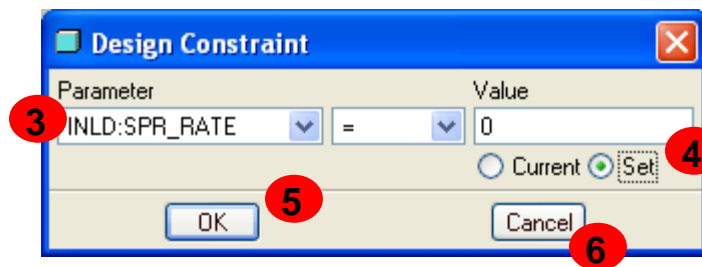 Design Constraint
Parameter Value
3 INLD:SPR_RATE = 0
Current Set 4
OK 5 Cancel 6